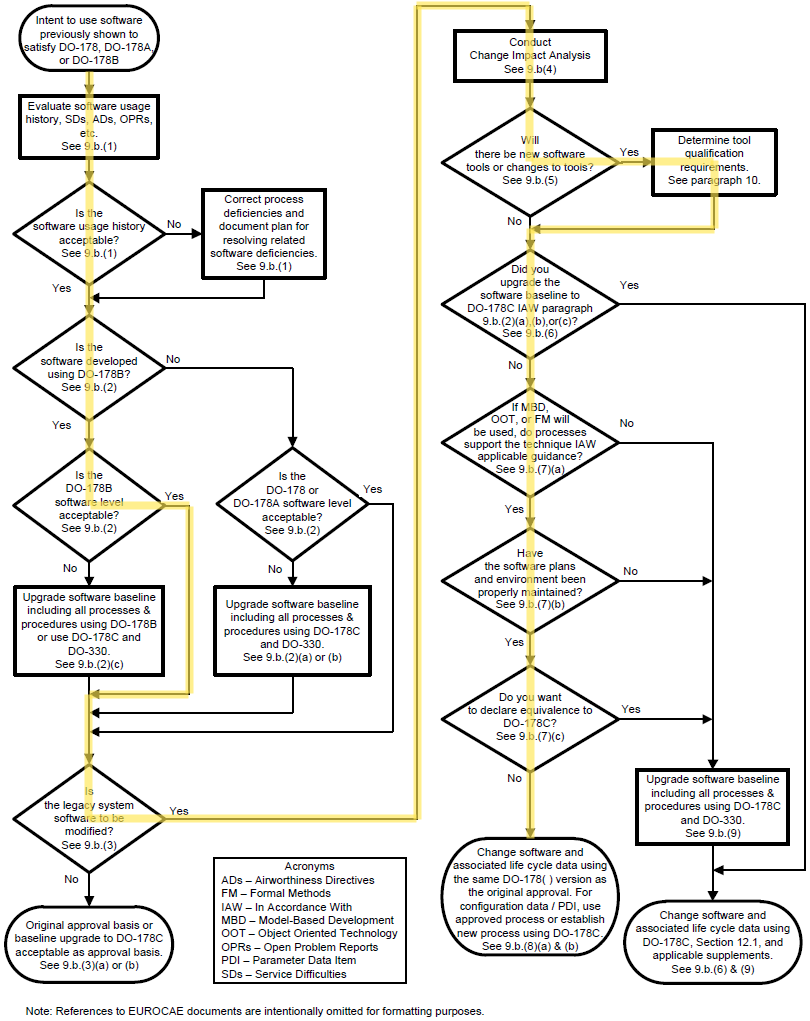 Intent to use software
previously shown to
satisfy DO-178, DO-178A,
or DO-178B
Evaluate software usage
history, SDs, ADs, OPRs,
etc.
See 9.b.(1)
Is the
software usage history
acceptable?
See 9.b.(1)
No
Correct process
deficiencies and
document plan for
resolving related
software deficiencies.
See 9.b.(1)
Yes
Is the
software developed
using DO-178B?
See 9.b.(2)
No
Yes
Is the
DO-178B
software level
acceptable?
See 9.b.(2)
Yes
No
Is the
DO-178 or
DO-178A software level
acceptable?
See 9.b.(2)
Yes
No
Upgrade software baseline
including all processes &
procedures using DO-178B
or use DO-178C and
DO-330.
See 9.b.(2)(c)
Upgrade software baseline
including all processes &
procedures using DO-178C
and DO-330.
See 9.b.(2)(a) or (b)
Is
the legacy system
software to be
modified?
See 9.b.(3)
Yes
No
Original approval basis or
baseline upgrade to DO-178C
acceptable as approval basis.
See 9.b.(3)(a) or (b)
Acronyms
ADs – Airworthiness Directives
FM – Formal Methods
IAW – In Accordance With
MBD – Model-Based Development
OOT – Object Oriented Technology
OPRs – Open Problem Reports
PDI – Parameter Data Item
SDs – Service Difficulties
Conduct
Change Impact Analysis
See 9.b(4)
Will
there be new software
tools or changes to tools?
See 9.b.(5)
Yes
No
Determine tool
qualification
requirements.
See paragraph 10.
Did you
upgrade the
software baseline to
DO-178C IAW paragraph
9.b.(2)(a),(b),or(c)?
See 9.b.(6)
Yes
No
If MBD,
OOT, or FM will
be used, do processes
support the technique IAW
applicable guidance?
See 9.b.(7)(a)
No
Yes
Have
the software plans
and environment been
properly maintained?
See 9.b.(7)(b)
No
Yes
Do you want
to declare equivalence to
DO-178C?
See 9.b.(7)(c)
Yes
No
Upgrade software baseline
including all processes &
procedures using DO-178C
and DO-330.
See 9.b.(9)
Change software and
associated life cycle data using
the same DO-178( ) version as
the original approval. For
configuration data / PDI, use
approved process or establish
new process using DO-178C.
See 9.b.(8)(a) & (b)
Change software and
associated life cycle data using
DO-178C, Section 12.1, and
applicable supplements.
See 9.b.(6) & (9)
Note: References to EUROCAE documents are intentionally omitted for formatting purposes.